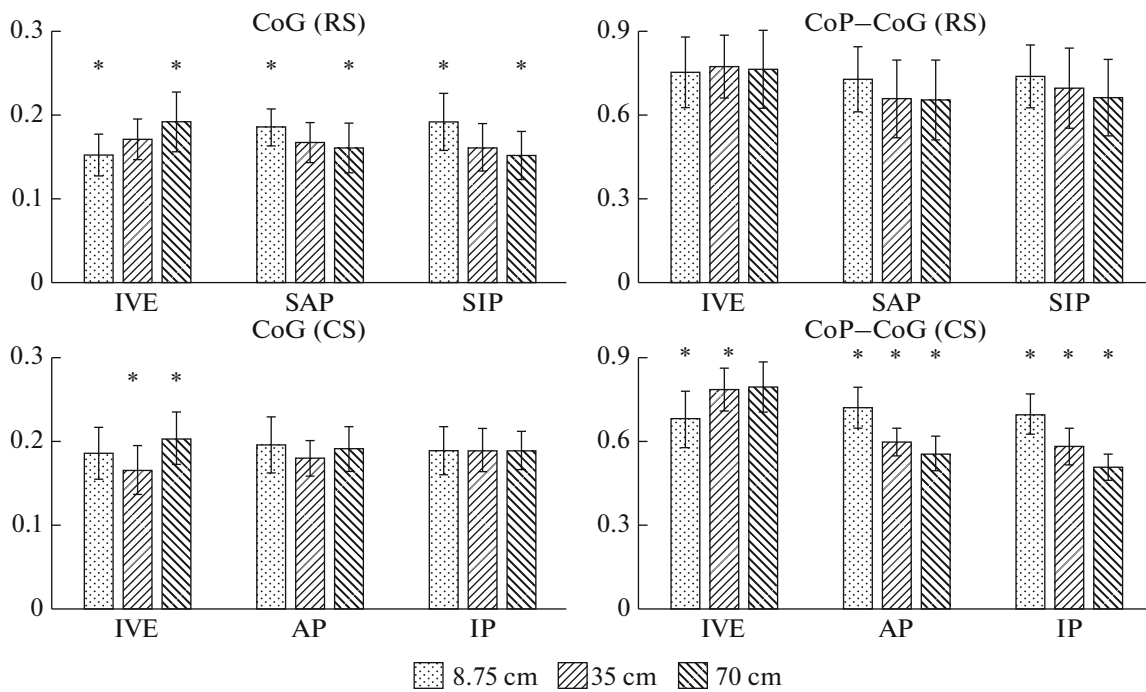 CoG (RS)
0.3
0.2
0.1
0
* * * * * *
IVE SAP SIP
CoP–CoG (RS)
0.9
0.6
0.3
0
IVE SAP SIP
CoG (CS)
0.3
0.2
0.1
0
* *
IVE AP IP
CoP–CoG (CS)
0.9
0.6
0.3
0
* * * * * * * *
IVE AP IP
8.75 cm 35 cm 70 cm